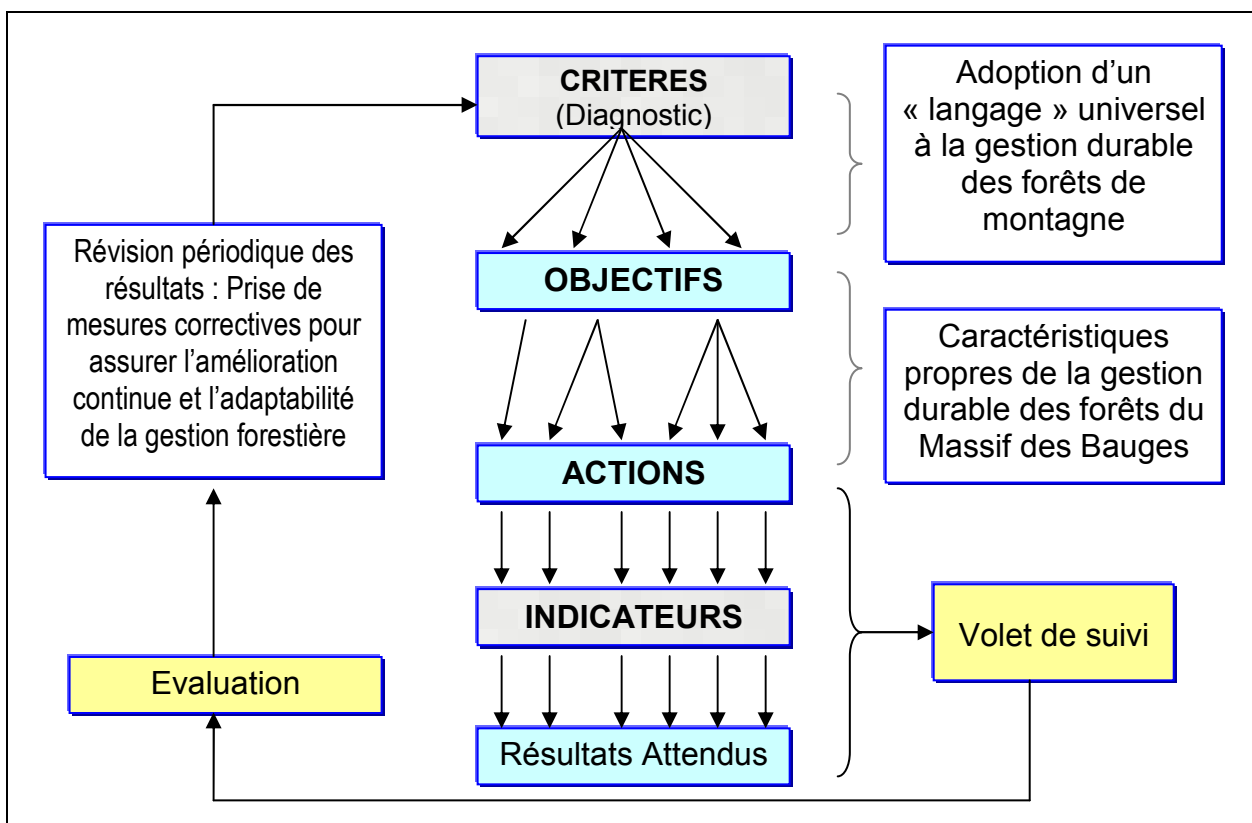 CRITERES
(Diagnostic)
Adoption d’un
« langage » universel
à la gestion durable
des forêts de
montagne
Révision périodique des
résultats : Prise de
mesures correctives pour
assurer l’amélioration
continue et l’adaptabilité
de la gestion forestière
OBJECTIFS
Caractéristiques
propres de la gestion
durable des forêts du
Massif des Bauges
ACTIONS
INDICATEURS
Volet de suivi
Evaluation
Résultats Attendus